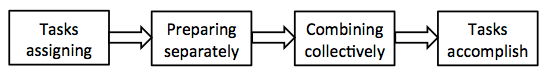 Tasks
assigning
Preparing
separately
Combining
collectively
Tasks
accomplish